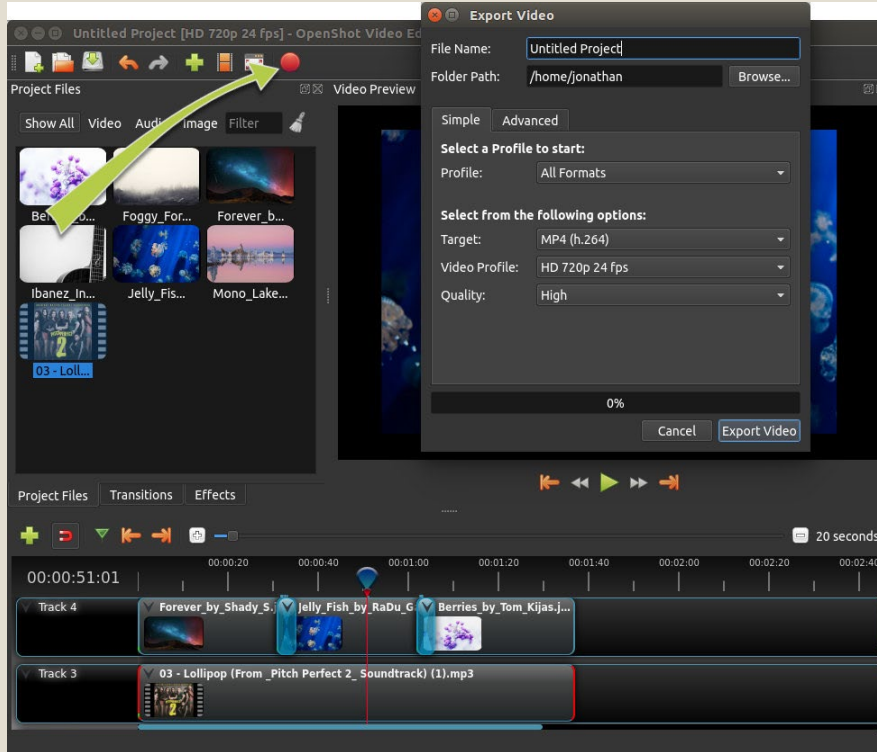 Untitled Project [HD 720p 24 fps] - OpenShot Video Ed
Project Files
Video Preview
Show All Video Audio Image Filter
Foggy_For... Forever_b...
Ibanez_In... Jelly_Fis... Mono_Lake...
03 - Loll...
Project Files Transitions Effects
Export Video
File Name: Untitled Project
Folder Path: /home/jonathan Browse...
Simple Advanced
Select a Profile to start:
Profile: All Formats
Select from the following options:
Target: MP4 (h.264)
Video Profile: HD 720p 24 fps
Quality: High
0%
Cancel Export Video
20 seconds
00:00:51:01
00:00:20 00:00:40 00:01:00 00:01:20 00:01:40 00:02:00 00:02:20 00:02:40
Track 4
Forever_by_Shady_S.j Jelly_Fish_by_RaDu_G. Berries_by_Tom_Kijas.j...
Track 3
03 - Lollipop (From _Pitch Perfect 2_ Soundtrack) (1).mp3
2